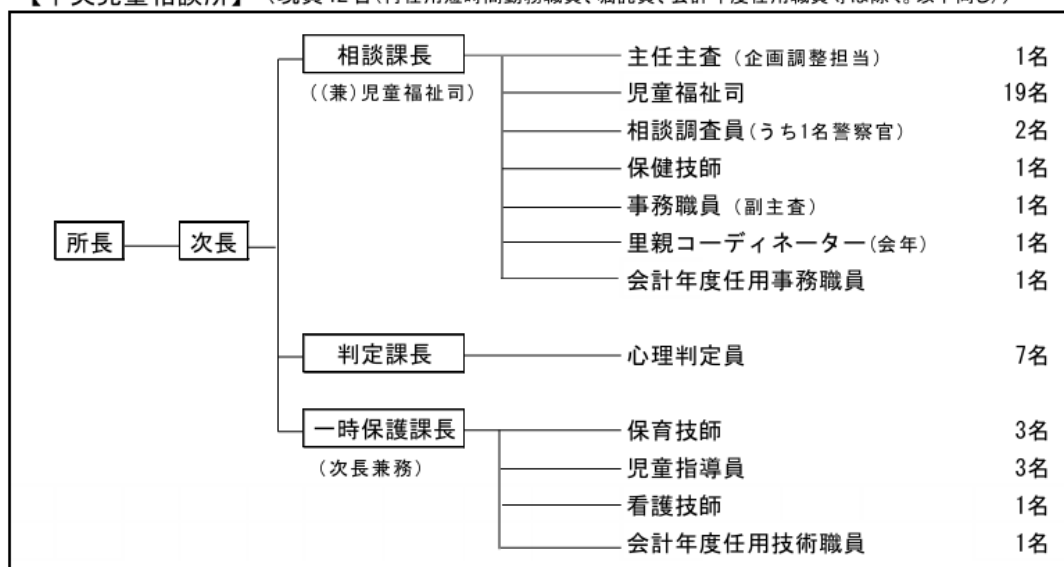 相談課長
((兼)児童福祉司)
主任主査（企画調整担当） 1名
児童福祉司 19名
相談調査員(うち1名警察官) 2名
保健技師 1名
事務職員（副主査） 1名
里親コーディネーター(会年) 1名
会計年度任用事務職員 1名
所長
次長
判定課長
心理判定員 7名
一時保護課長
（次長兼務）
保育技師 3名
児童指導員 3名
看護技師 1名
会計年度任用技術職員 1名